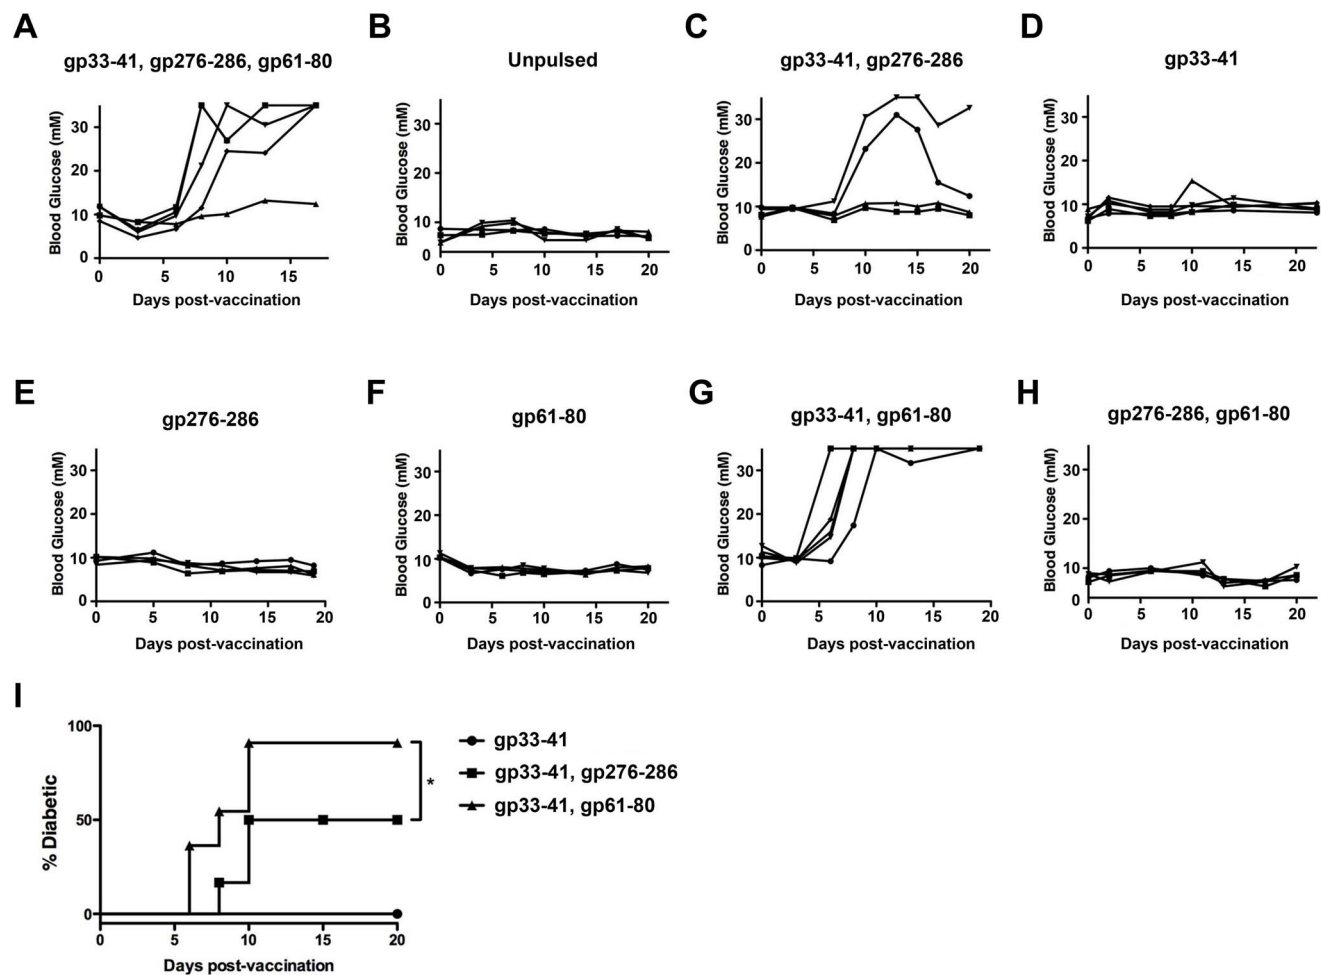 A
gp33-41, gp276-286, gp61-80
Blood Glucose (mM)
30
20
10
0
0 5 10 15
Days post-vaccination
B
Unpulsed
Blood Glucose (mM)
30
20
10
0
0 5 10 15 20
Days post-vaccination
C
gp33-41, gp276-286
Blood Glucose (mM)
30
20
10
0
0 5 10 15 20
Days post-vaccination
D
gp33-41
Blood Glucose (mM)
30
20
10
0
0 5 10 15 20
Days post-vaccination
E
gp276-286
Blood Glucose (mM)
30
20
10
0
0 5 10 15 20
Days post-vaccination
F
gp61-80
Blood Glucose (mM)
30
20
10
0
0 5 10 15 20
Days post-vaccination
G
gp33-41, gp61-80
Blood Glucose (mM)
30
20
10
0
0 5 10 15 20
Days post-vaccination
H
gp276-286, gp61-80
Blood Glucose (mM)
30
20
10
0
0 5 10 15 20
Days post-vaccination
I
% Diabetic
100
50
0
0 5 10 15 20
Days post-vaccination
gp33-41
gp33-41, gp276-286
gp33-41, gp61-80
*